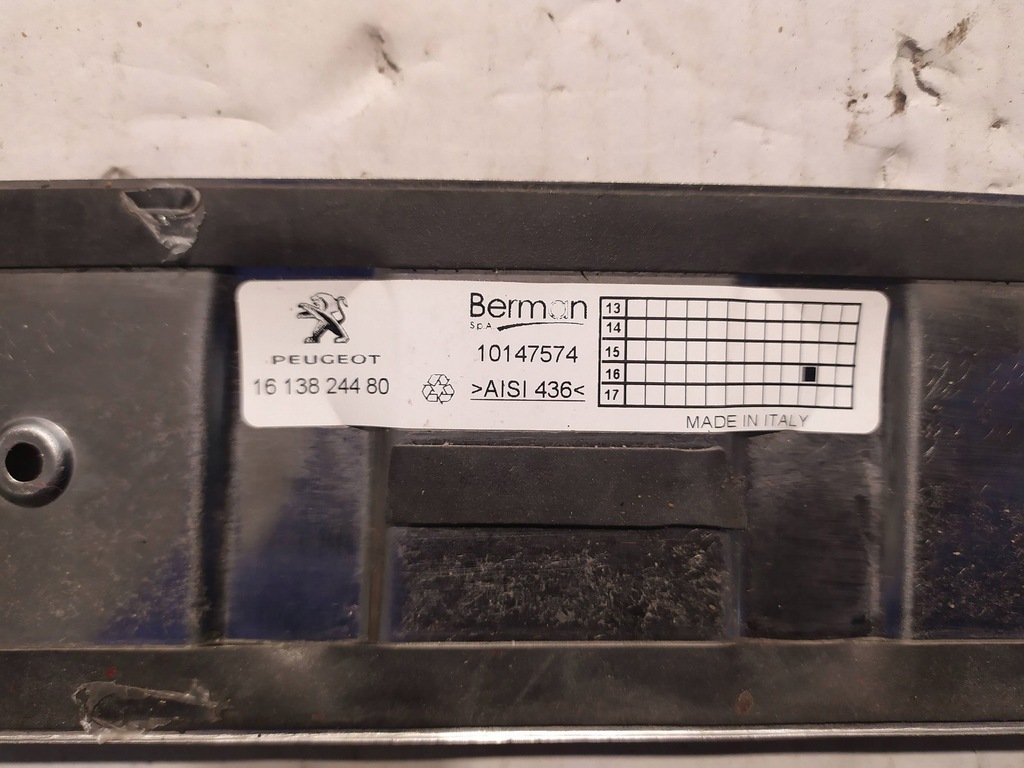 PEUGEOT
16 138 244 80
Berman
S.p.A
10147574
>AISI 436<
13
14
15
16
17
MADE IN ITALY